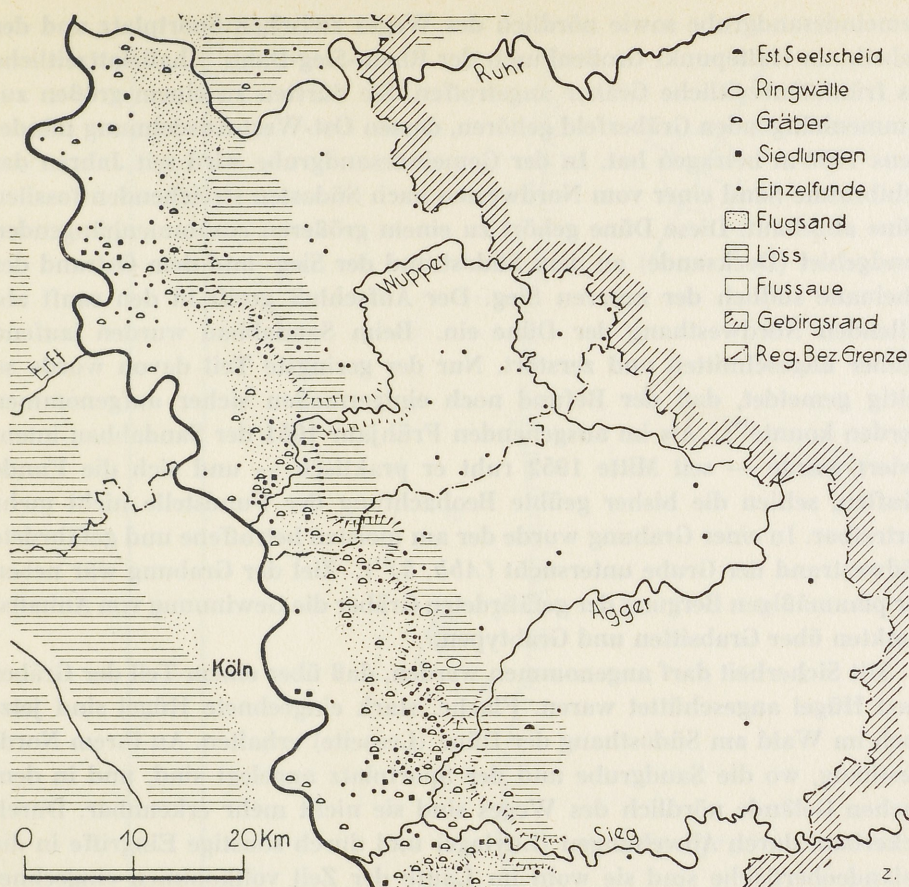 Ruhr
Fst.Seelscheid
Ringwälle
Gräber
Siedlungen
Einzelfunde
Flugsand
Löss
Flussaue
Gebirgsrand
Reg.Bez.Grenze
Wupper
Erft
Agger
Köln
0 10 20 Km
Sieg
Z.